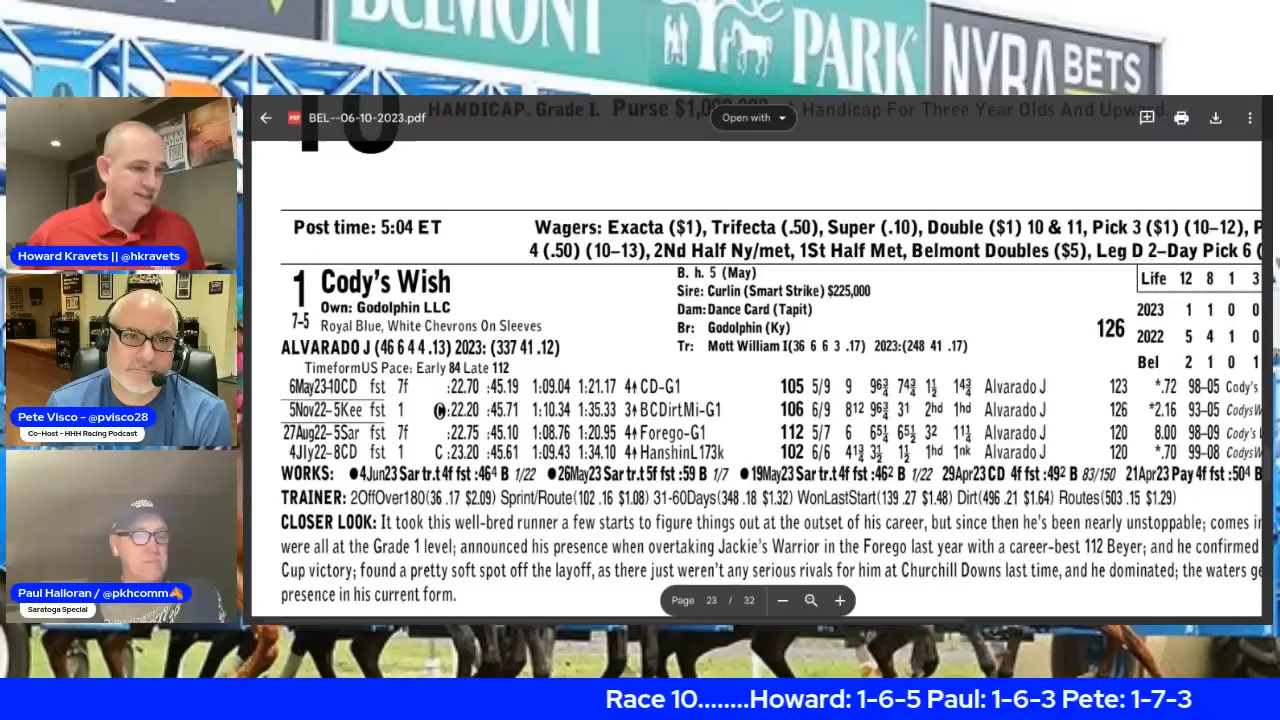 BELMONT PARK
NYRA BETS
HANDICAP. Grade I. Purse $1,000,000. A Handicap For Three Year Olds And Upward.
BEL--06-10-2023.pdf
Open with
10
Post time: 5:04 ET
Wagers: Exacta ($1), Trifecta (.50), Super (.10), Double ($1) 10 & 11, Pick 3 ($1) (10–12), P
4 (.50) (10–13), 2Nd Half Ny/met, 1St Half Met, Belmont Doubles ($5), Leg D 2–Day Pick 6 (
1
7–5
Cody's Wish
Own: Godolphin LLC
Royal Blue, White Chevrons On Sleeves
ALVARADO J (46 6 4 4 .13) 2023: (337 41 .12)
TimeformUS Pace: Early 84 Late 112
B. h. 5 (May)
Sire: Curlin (Smart Strike) $225,000
Dam: Dance Card (Tapit)
Br: Godolphin (Ky)
Tr: Mott William I(36 6 6 3 .17) 2023:(248 41 .17)
126
Life 12 8 1 3
2023 1 1 0 0
2022 5 4 1 0
Bel 2 1 0 1
6May23-10CD fst 7f :22.70 :45.19 1:09.04 1:21.17 4↑ CD-G1 105 5/9 9 96¾ 74¾ 1½ 14¾ Alvarado J 123 *.72 98–05 Cody's
5Nov22–5Kee fst 1 C :22.20 :45.71 1:10.34 1:35.33 3↑ BCDirtMi-G1 106 6/9 812 96¾ 31 2hd 1hd Alvarado J 126 *2.16 93–05 CodysW
27Aug22–5Sar fst 7f :22.75 :45.10 1:08.76 1:20.95 4↑ Forego-G1 112 5/7 6 65½ 65½ 32 11¼ Alvarado J 120 8.00 98–09 Cody's
4Jly22–8CD fst 1 C :23.20 :45.61 1:09.43 1:34.10 4↑ HanshinL173k 102 6/6 413¾ 3½ 1½ 1hd 1nk Alvarado J 120 *.70 99–08 CodysW
WORKS: ●4Jun23 Sar tr.t 4f fst :464 B 1/22 ●26May23 Sar tr.t 5f fst :59 B 1/7 ●19May23 Sar tr.t 4f fst :462 B 1/22 29Apr23 CD 4f fst :492 B 83/150 21Apr23 Pay 4f fst :504 B
TRAINER: 2OffOver180(36 .17 $2.09) Sprint/Route(102 .16 $1.08) 31-60Days(348 .18 $1.32) WonLastStart(139 .27 $1.48) Dirt(496 .21 $1.64) Routes(503 .15 $1.29)
CLOSER LOOK: It took this well-bred runner a few starts to figure things out at the outset of his career, but since then he's been nearly unstoppable; comes in
were all at the Grade 1 level; announced his presence when overtaking Jackie's Warrior in the Forego last year with a career-best 112 Beyer; and he confirmed
Cup victory; found a pretty soft spot off the layoff, as there just weren't any serious rivals for him at Churchill Downs last time, and he dominated; the waters ge
presence in his current form.
Page 23 / 32
Howard Kravets || @hkravets
Pete Visco - @pvisco28
Co-Host - HHH Racing Podcast
Paul Halloran / @pkhcomm🐴
Saratoga Special
Race 10........Howard: 1-6-5 Paul: 1-6-3 Pete: 1-7-3